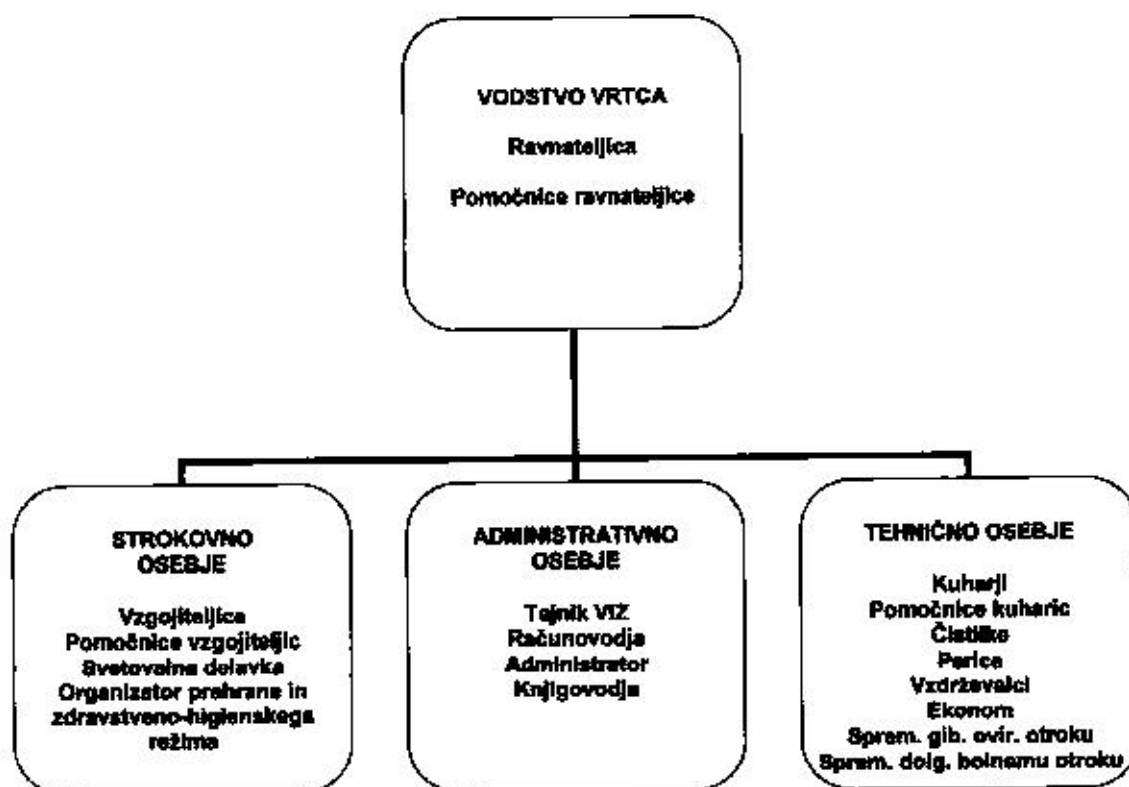 VODSTVO VRTCA
Ravnateljica
Pomočnice ravnateljice
STROKOVNO
OSEBJE
Vzgojiteljice
Pomočnice vzgojiteljic
Svetovalna delavka
Organizator prehrane in
zdravstveno-higienskega
režima
ADMINISTRATIVNO
OSEBJE
Tajnik VIZ
Računovodja
Administrator
Knjigovodja
TEHNIČNO OSEBJE
Kuharji
Pomočnice kuharic
Čistilke
Perica
Vzdrževalci
Ekonom
Sprem. gib. ovir. otroku
Sprem. dolg. bolnemu otroku